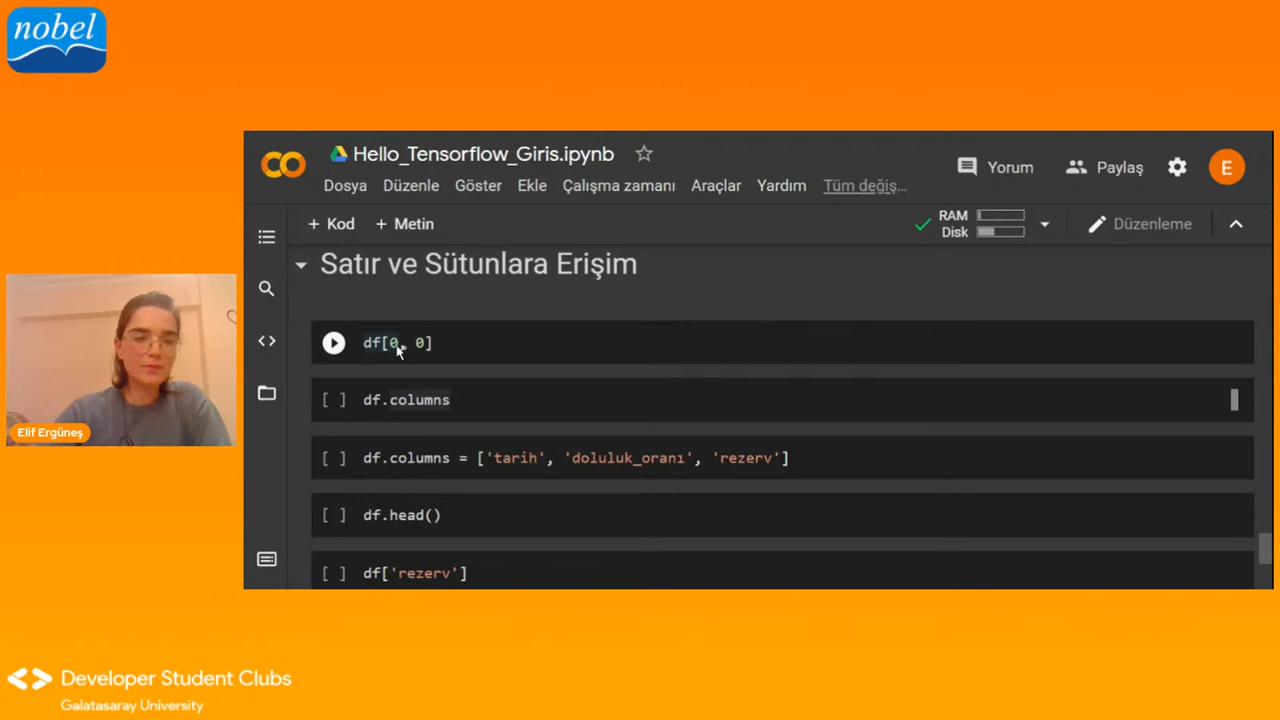 nobel
Hello_Tensorflow_Giris.ipynb
Yorum
Paylaş
E
Dosya Düzenle Göster Ekle Çalışma zamanı Araçlar Yardım Tüm değiş...
+ Kod + Metin
RAM
Disk
Düzenleme
Satır ve Sütunlara Erişim
df[0, 0]
[ ] df.columns
[ ] df.columns = ['tarih', 'doluluk_oranı', 'rezerv']
[ ] df.head()
[ ] df['rezerv']
Elif Ergüneş
Developer Student Clubs
Galatasaray University